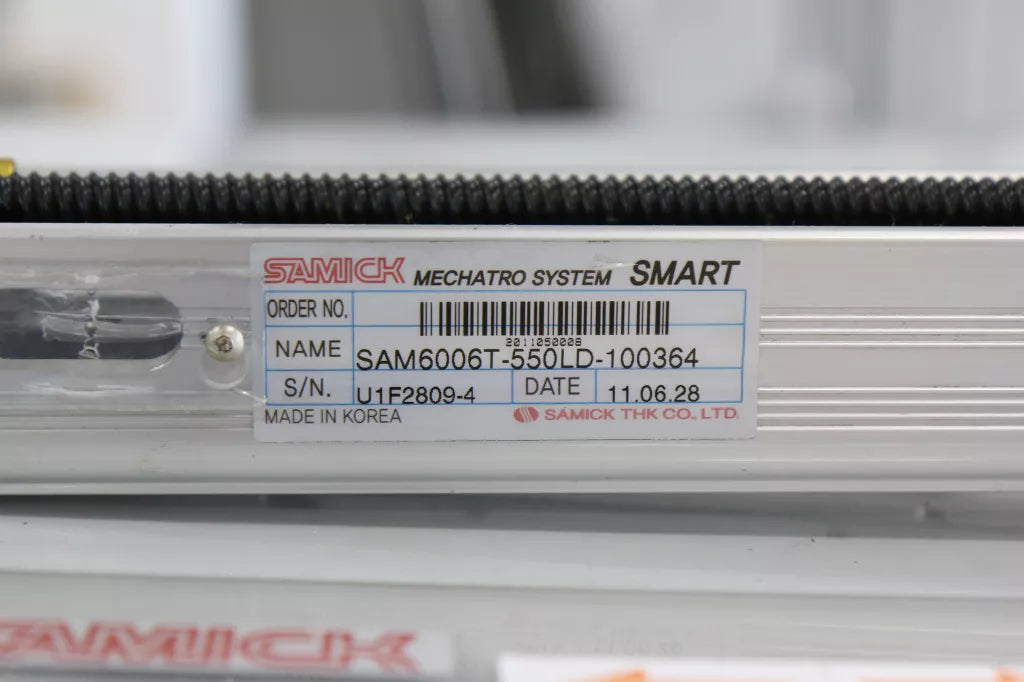 SAMICK MECHATRO SYSTEM SMART
ORDER NO.
2011050008
NAME SAM6006T-550LD-100364
S/N. U1F2809-4 DATE 11.06.28
MADE IN KOREA SAMICK THK CO., LTD.
SAMICK